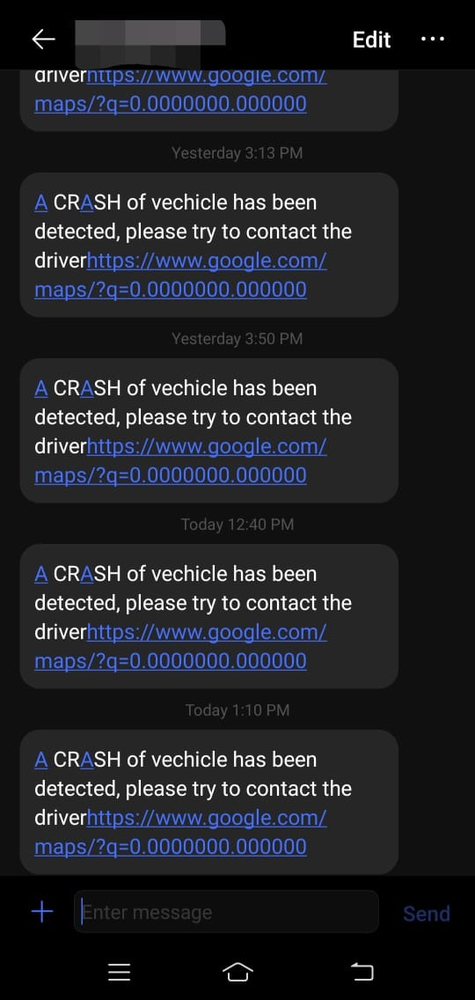 Edit
driverhttps://www.google.com/
maps/?q=0.0000000.000000
Yesterday 3:13 PM
A CRASH of vechicle has been
detected, please try to contact the
driverhttps://www.google.com/
maps/?q=0.0000000.000000
Yesterday 3:50 PM
A CRASH of vechicle has been
detected, please try to contact the
driverhttps://www.google.com/
maps/?q=0.0000000.000000
Today 12:40 PM
A CRASH of vechicle has been
detected, please try to contact the
driverhttps://www.google.com/
maps/?q=0.0000000.000000
Today 1:10 PM
A CRASH of vechicle has been
detected, please try to contact the
driverhttps://www.google.com/
maps/?q=0.0000000.000000
Enter message
Send